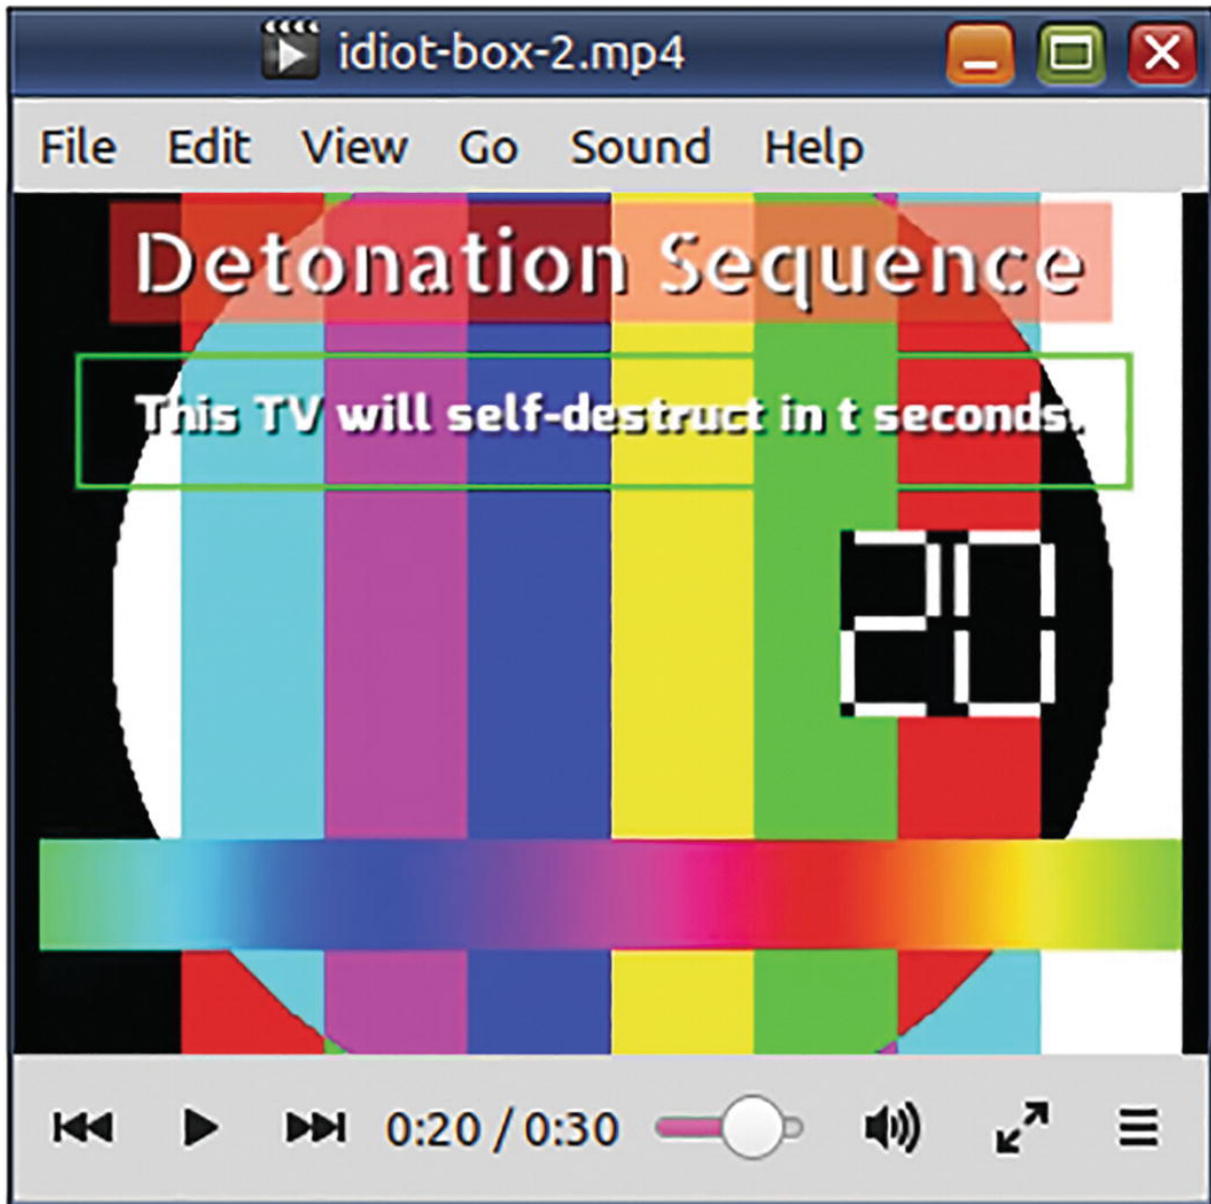 idiot-box-2.mp4
File Edit View Go Sound Help
Detonation Sequence
This TV will self-destruct in t seconds.
20
0:20 / 0:30